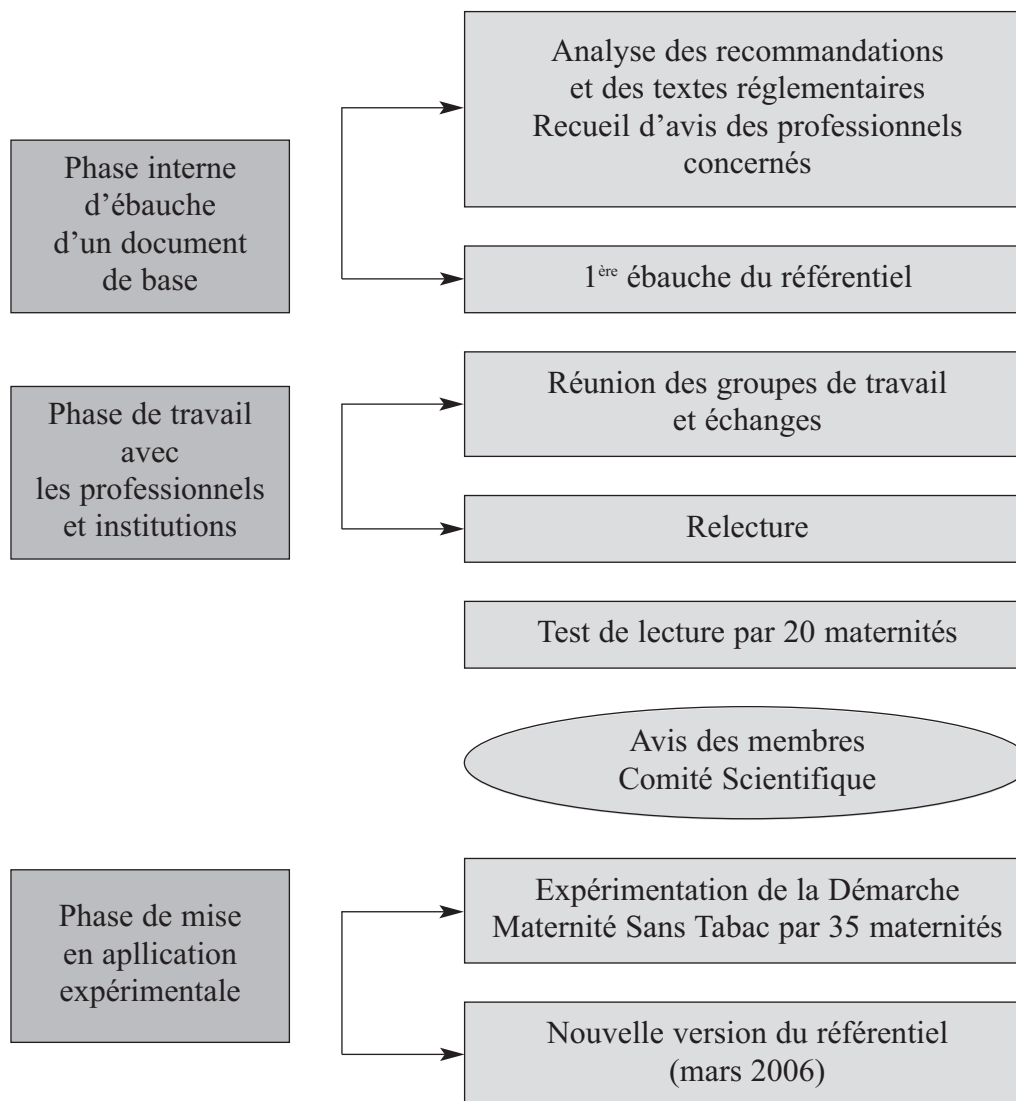 Phase interne
d’ébauche
d’un document
de base
Analyse des recommandations
et des textes réglementaires
Recueil d’avis des professionnels
concernés
1ère ébauche du référentiel
Phase de travail
avec
les professionnels
et institutions
Réunion des groupes de travail
et échanges
Relecture
Test de lecture par 20 maternités
Avis des membres
Comité Scientifique
Phase de mise
en apllication
expérimentale
Expérimentation de la Démarche
Maternité Sans Tabac par 35 maternités
Nouvelle version du référentiel
(mars 2006)